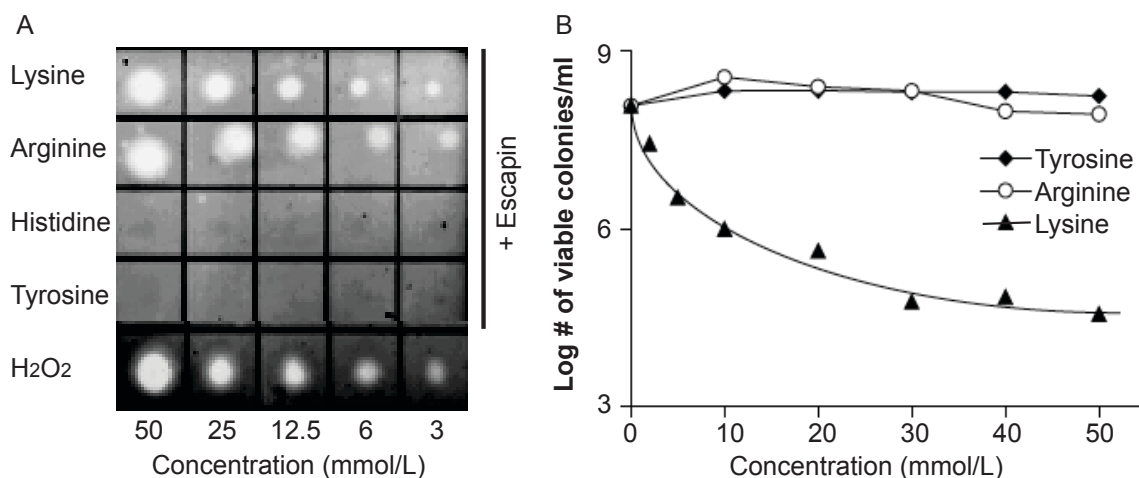 A
Lysine
Arginine
Histidine
Tyrosine
H2O2
+ Escapin
50 25 12.5 6 3
Concentration (mmol/L)
B
9
6
3
Log # of viable colonies/ml
Tyrosine
Arginine
Lysine
0 10 20 30 40 50
Concentration (mmol/L)